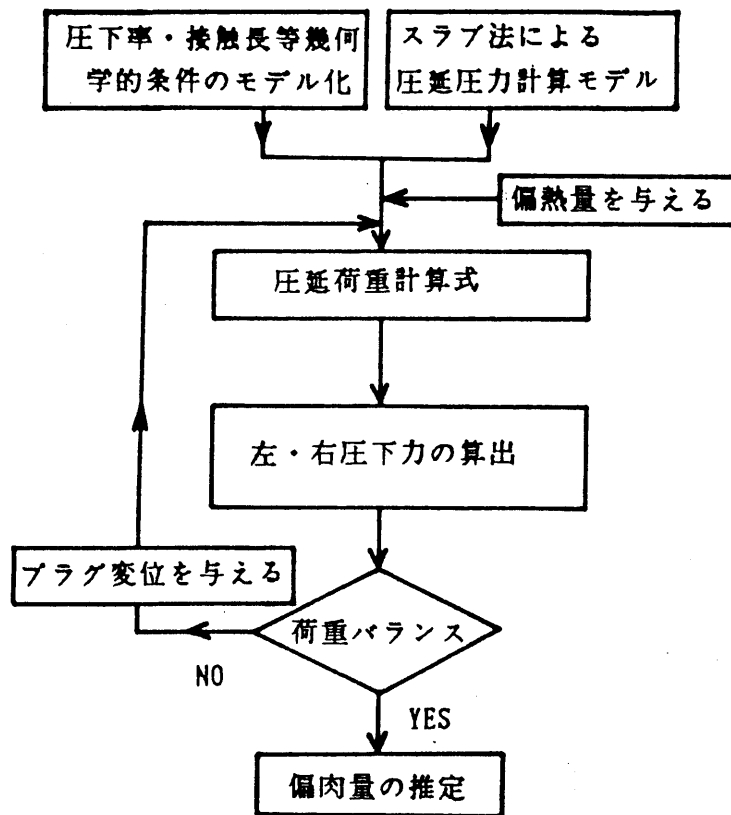 圧下率・接触長等幾何
学的条件のモデル化
スラブ法による
圧延圧力計算モデル
偏熱量を与える
圧延荷重計算式
左・右圧下力の算出
プラグ変位を与える
荷重バランス
NO
YES
偏肉量の推定